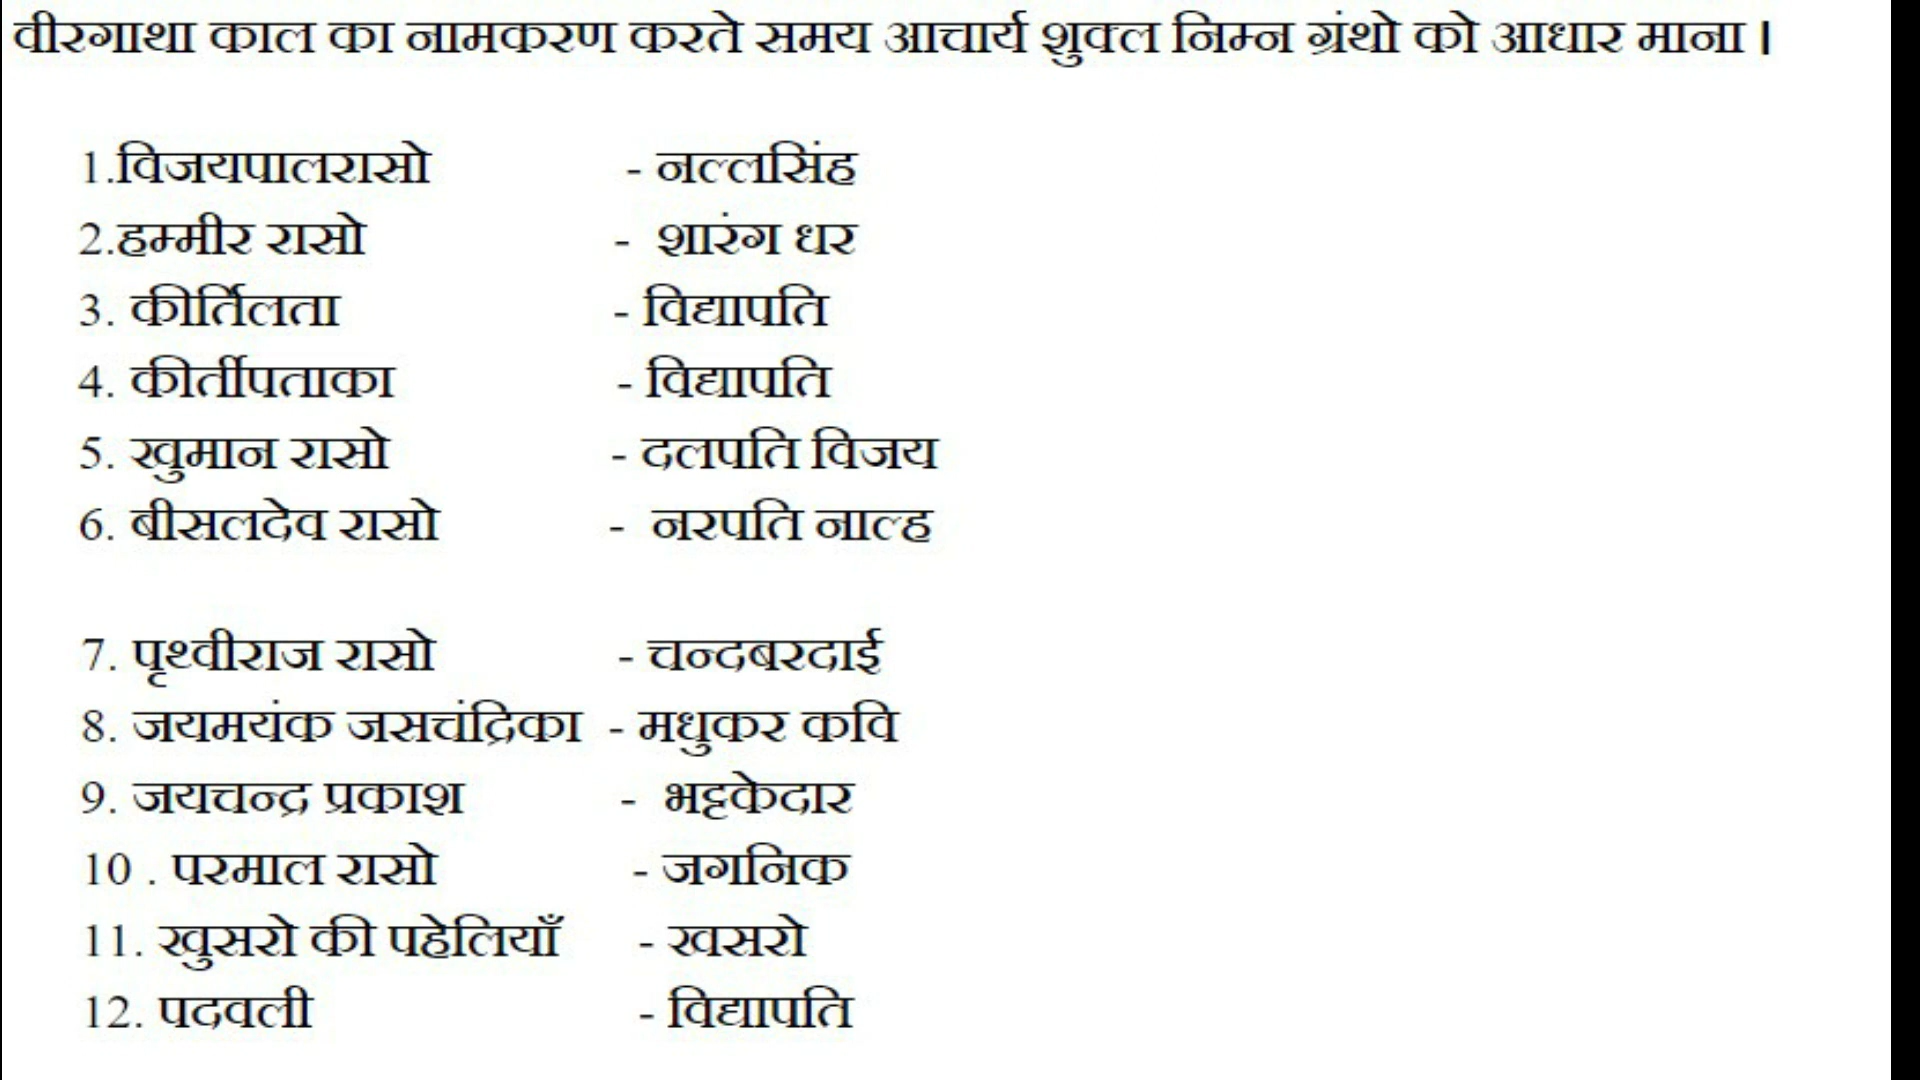 वीरगाथा काल का नामकरण करते समय आचार्य शुक्ल निम्न ग्रंथो को आधार माना ।
1.विजयपालरासो - नल्लसिंह
2.हम्मीर रासो - शारंग धर
3. कीर्तिलता - विद्यापति
4. कीर्तीपताका - विद्यापति
5. खुमान रासो - दलपति विजय
6. बीसलदेव रासो - नरपति नाल्ह
7. पृथ्वीराज रासो - चन्दबरदाई
8. जयमयंक जसचंद्रिका - मधुकर कवि
9. जयचन्द्र प्रकाश - भट्टकेदार
10 . परमाल रासो - जगनिक
11. खुसरो की पहेलियाँ - खसरो
12. पदवली - विद्यापति